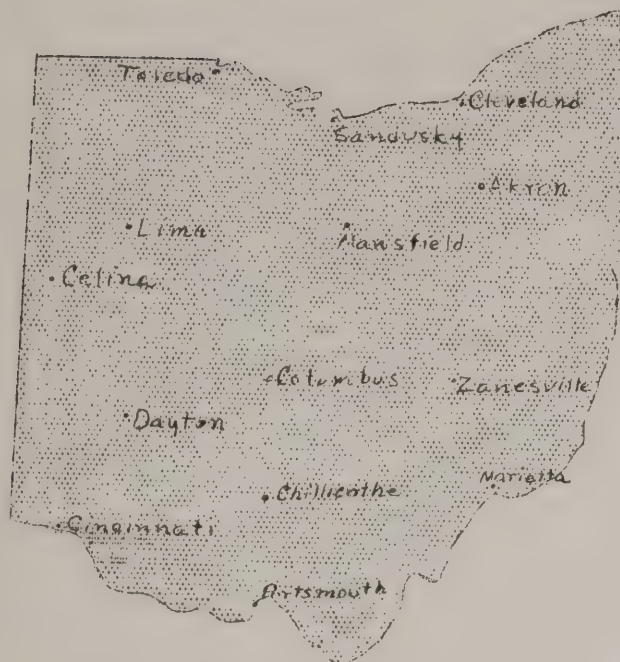 Toledo
Cleveland
Sandusky
Akron
Lima
Mansfield
Celina
Columbus
Zanesville
Dayton
Marietta
Chillicothe
Cincinnati
Portsmouth